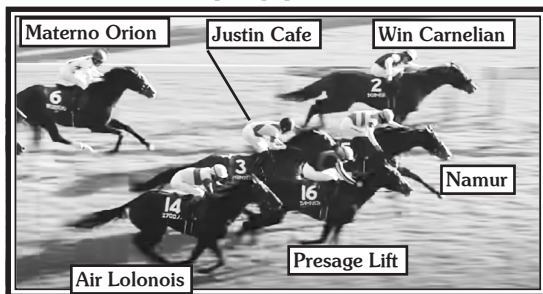 Materno Orion
Justin Cafe
Win Carnelian
2
6
3
Namur
16
14
Presage Lift
Air Lolonois